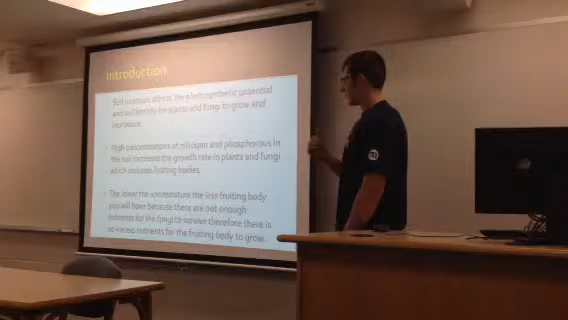 Introduction
Soil moisture affects the photosynthetic potential
and soil fertility for plants and fungi to grow and
reproduce.
High concentrations of nitrogen and phosphorous in
the soil increases the growth rate in plants and fungi
which includes fruiting bodies
The lower the soil moisture the less fruiting body
you will have because there are not enough
nutrients for the fungi to survive therefore there is
no excess nutrients for the fruiting body to grow.